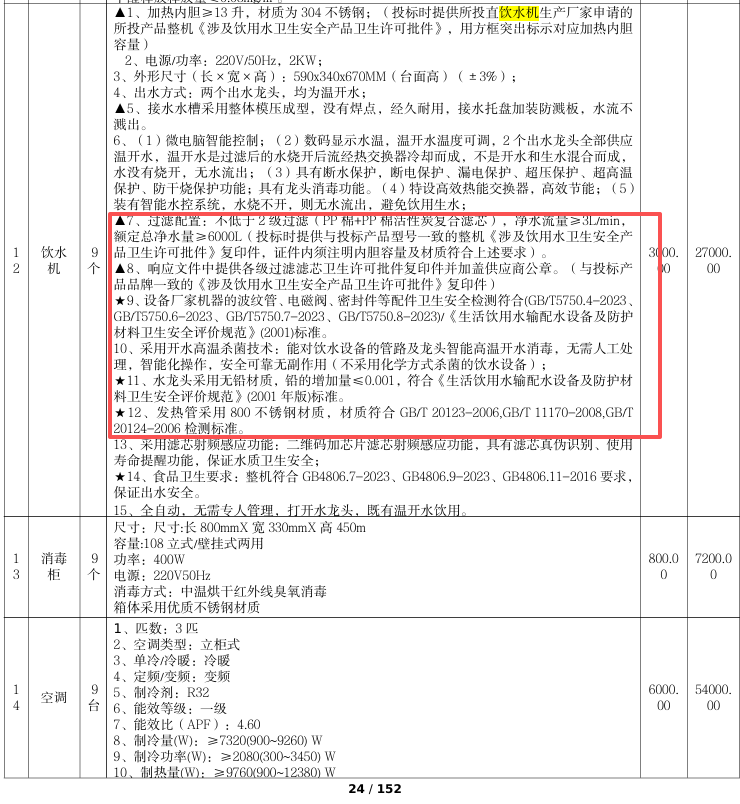 ▲1、加热内胆≥13 升，材质为 304 不锈钢；（投标时提供所投直饮水机生产厂家申请的
所投产品整机《涉及饮用水卫生安全产品卫生许可批件》，用方框突出标示对应加热内胆
容量）
2、电源/功率：220V/50Hz，2KW；
3、外形尺寸（长×宽×高）：590x340x670MM（台面高）（±3%）；
4、出水方式：两个出水龙头，均为温开水；
▲5、接水水槽采用整体模压成型，没有焊点，经久耐用，接水托盘加装防溅板，水流不
溅出。
6、（1）微电脑智能控制；（2）数码显示水温，温开水温度可调，2 个出水龙头全部供应
温开水，温开水是过滤后的水烧开后流经热交换器冷却而成，不是开水和生水混合而成，
水没有烧开，无水流出；（3）具有断水保护，断电保护、漏电保护、超压保护、超高温
保护、防干烧保护功能；具有龙头消毒功能。（4）特设高效热能交换器，高效节能；（5）
装有智能水控系统，水烧不开，则无水流出，避免饮用生水；
▲7、过滤配置：不低于 2 级过滤（PP 棉+PP 棉活性炭复合滤芯），净水流量≥3L/min，
额定总净水量≥6000L（投标时提供与投标产品型号一致的整机《涉及饮用水卫生安全产
品卫生许可批件》复印件，证件内须注明内胆容量及材质符合上述要求）。
▲8、响应文件中提供各级过滤滤芯卫生许可批件复印件并加盖供应商公章。（与投标产
品品牌一致的《涉及饮用水卫生安全产品卫生许可批件》复印件）
★9、设备厂家机器的波纹管、电磁阀、密封件等配件卫生安全检测符合(GB/T5750.4-2023、
GB/T5750.6-2023、GB/T5750.7-2023、GB/T5750.8-2023)/《生活饮用水输配水设备及防护
材料卫生安全评价规范》(2001)标准。
10、采用开水高温杀菌技术：能对饮水设备的管路及龙头智能高温开水消毒，无需人工处
理，智能化操作，安全可靠无副作用（不采用化学方式杀菌的饮水设备）；
★11、水龙头采用无铅材质，铅的增加量≤0.001，符合《生活饮用水输配水设备及防护材
料卫生安全评价规范》(2001 年版)标准。
★12、发热管采用 800 不锈钢材质，材质符合 GB/T 20123-2006,GB/T 11170-2008,GB/T
20124-2006 检测标准。
13、采用滤芯射频感应功能：二维码加芯片滤芯射频感应功能，具有滤芯真伪识别、使用
寿命提醒功能，保证水质卫生安全；
★14、食品卫生要求：整机符合 GB4806.7-2023、GB4806.9-2023、GB4806.11-2016 要求，
保证出水安全。
15、全自动，无需专人管理，打开水龙头，既有温开水饮用。
1
2
饮水
机
9
个
3000.
00
27000.
00
尺寸：尺寸:长 800mmX 宽 330mmX 高 450m
容量:108 立式/壁挂式两用
功率：400W
电源：220V50Hz
消毒方式：中温烘干红外线臭氧消毒
箱体采用优质不锈钢材质
1
3
消毒
柜
9
个
800.0
0
7200.0
0
1、匹数：3 匹
2、空调类型：立柜式
3、单冷/冷暖：冷暖
4、定频/变频：变频
5、制冷剂：R32
6、能效等级：一级
7、能效比（APF）：4.60
8、制冷量(W)：≥7320(900~9260) W
9、制冷功率(W)：≥2080(300~3450) W
10、制热量(W)：≥9760(900~12380) W
1
4
空调
9
台
6000.
00
54000.
00
24 / 152